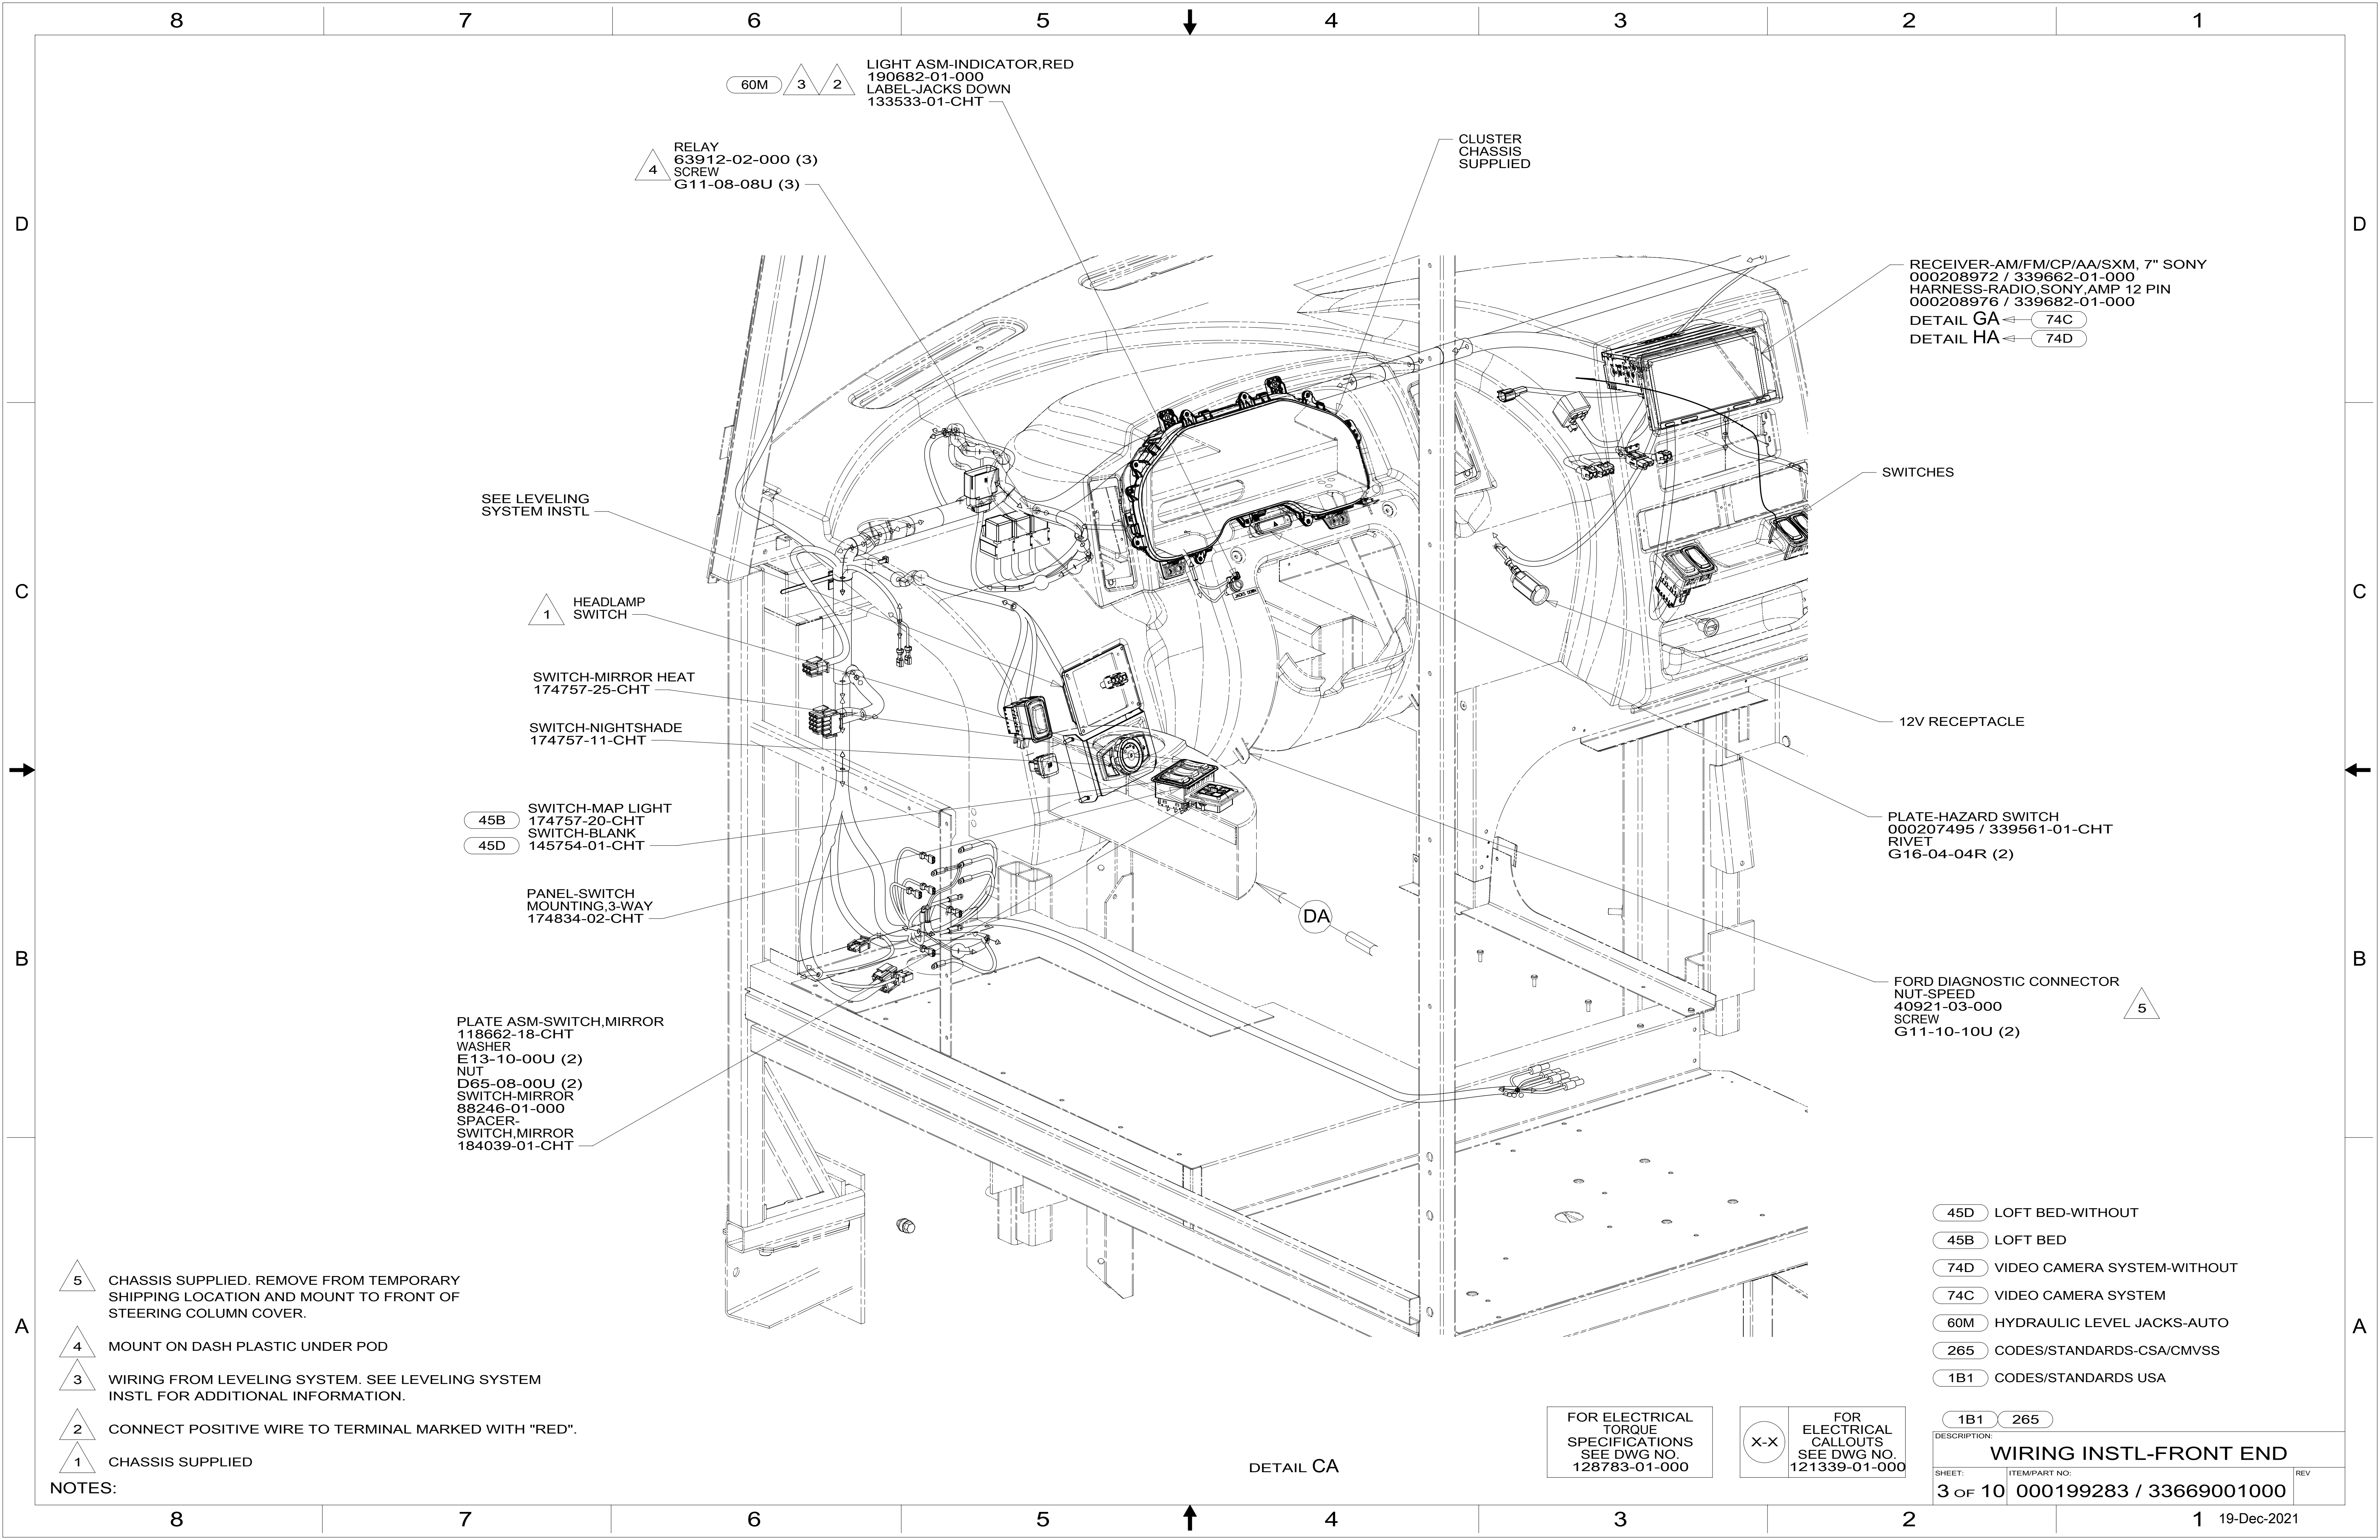 8 7 6 5 4 3 2 1
LIGHT ASM-INDICATOR,RED
60M 3 2 190682-01-000
LABEL-JACKS DOWN
133533-01-CHT
RELAY
63912-02-000 (3)
4 SCREW
G11-08-08U (3)
CLUSTER
CHASSIS
SUPPLIED
D D
RECEIVER-AM/FM/CP/AA/SXM, 7" SONY
000208972 / 339662-01-000
HARNESS-RADIO,SONY,AMP 12 PIN
000208976 / 339682-01-000
DETAIL GA 74C
DETAIL HA 74D
SWITCHES
SEE LEVELING
SYSTEM INSTL
C C
1 HEADLAMP
SWITCH
JACKS DOWN
SWITCH-MIRROR HEAT
174757-25-CHT
SWITCH-NIGHTSHADE
174757-11-CHT
12V RECEPTACLE
45B SWITCH-MAP LIGHT
174757-20-CHT
SWITCH-BLANK
45D 145754-01-CHT
PLATE-HAZARD SWITCH
000207495 / 339561-01-CHT
RIVET
G16-04-04R (2)
PANEL-SWITCH
MOUNTING,3-WAY
174834-02-CHT
DA
B B
FORD DIAGNOSTIC CONNECTOR
NUT-SPEED
40921-03-000
SCREW
G11-10-10U (2)
5
PLATE ASM-SWITCH,MIRROR
118662-18-CHT
WASHER
E13-10-00U (2)
NUT
D65-08-00U (2)
SWITCH-MIRROR
88246-01-000
SPACER-
SWITCH,MIRROR
184039-01-CHT
45D LOFT BED-WITHOUT
45B LOFT BED
74D VIDEO CAMERA SYSTEM-WITHOUT
74C VIDEO CAMERA SYSTEM
60M HYDRAULIC LEVEL JACKS-AUTO
265 CODES/STANDARDS-CSA/CMVSS
1B1 CODES/STANDARDS USA
A A
5 CHASSIS SUPPLIED. REMOVE FROM TEMPORARY
SHIPPING LOCATION AND MOUNT TO FRONT OF
STEERING COLUMN COVER.
4 MOUNT ON DASH PLASTIC UNDER POD
3 WIRING FROM LEVELING SYSTEM. SEE LEVELING SYSTEM
INSTL FOR ADDITIONAL INFORMATION.
2 CONNECT POSITIVE WIRE TO TERMINAL MARKED WITH "RED".
1 CHASSIS SUPPLIED
NOTES:
DETAIL CA
FOR ELECTRICAL
TORQUE
SPECIFICATIONS
SEE DWG NO.
128783-01-000
X-X
FOR
ELECTRICAL
CALLOUTS
SEE DWG NO.
121339-01-000
1B1 265
DESCRIPTION:
WIRING INSTL-FRONT END
SHEET: ITEM/PART NO: REV
3 OF 10 000199283 / 33669001000
8 7 6 5 4 3 2 1
19-Dec-2021